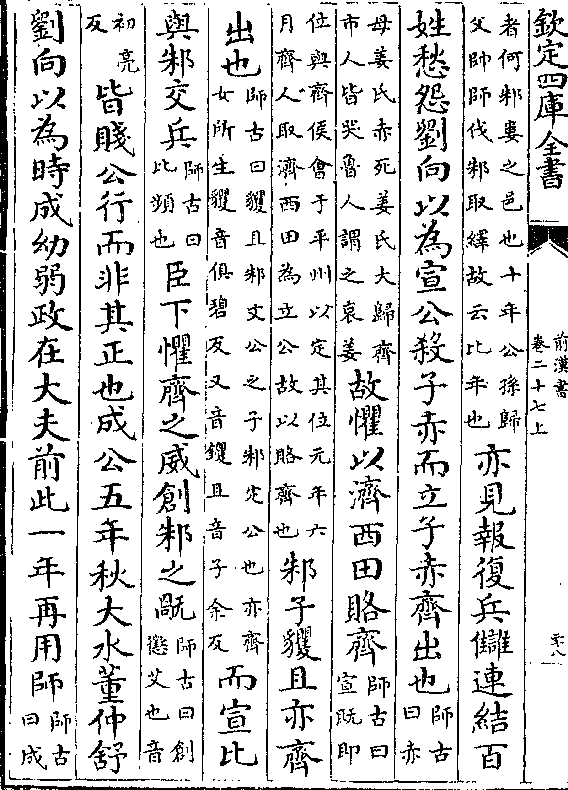 欽定四庫全書
前漢書
卷二十七上
者何邾婁之邑也十年公孫歸
父帥師伐邾取繹故云比年也
亦見報復兵讎連結百
姓愁怨劉向以為宣公殺子赤而立子赤齊出也
師古
曰赤
母姜氏赤死姜氏大歸齊
市人皆哭魯人謂之哀姜
故懼以濟西田賂齊
師古曰
宣既即
位與齊侯會于平州以定其位元年六
月齊人取濟西田為立公故以賂齊也
邾子貜且亦齊
出也
師古曰貜且邾文公之子邾定公也亦齊
女所生貜音俱碧反又音钁且音子余反
而宣比
與邾交兵
師古曰
比頻也
臣下懼齊之威創邾之旤
師古曰創
懲艾也音
初亮
反
皆賤公行而非其正也成公五年秋大水董仲舒
劉向以為時成幼弱政在大夫前此一年再用師
師古
曰成